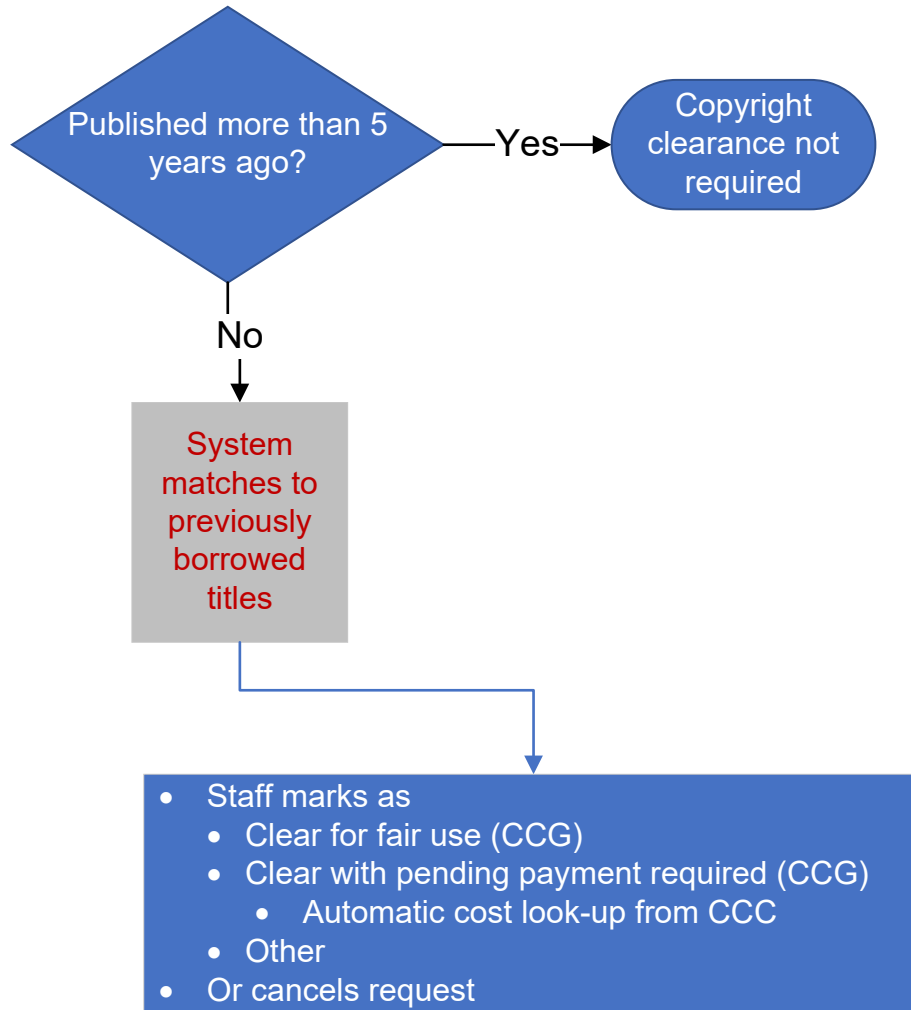 Published more than 5
years ago?
Yes
Copyright
clearance not
required
No
System
matches to
previously
borrowed
titles
• Staff marks as
• Clear for fair use (CCG)
• Clear with pending payment required (CCG)
• Automatic cost look-up from CCC
• Other
• Or cancels request